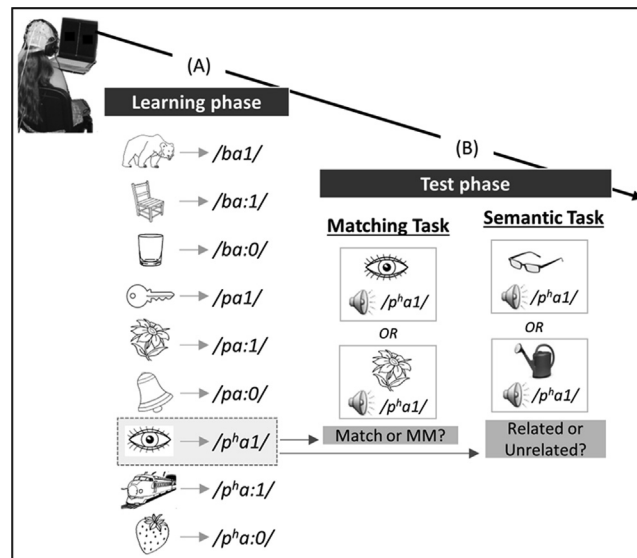 (A)
Learning phase
/ba1/
/ba:1/
/ba:0/
/pa1/
/pa:1/
/pa:0/
/pʰa1/
/pʰa:1/
/pʰa:0/
(B)
Test phase
Matching Task
/pʰa1/
OR
/pʰa1/
Match or MM?
Semantic Task
/pʰa1/
OR
/pʰa1/
Related or
Unrelated?